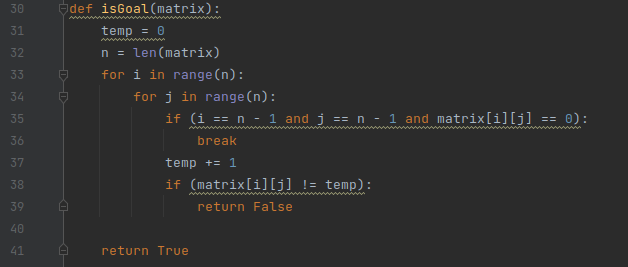 30 def isGoal(matrix):
31     temp = 0
32     n = len(matrix)
33     for i in range(n):
34         for j in range(n):
35             if (i == n - 1 and j == n - 1 and matrix[i][j] == 0):
36                 break
37             temp += 1
38             if (matrix[i][j] != temp):
39                 return False
40
41     return True